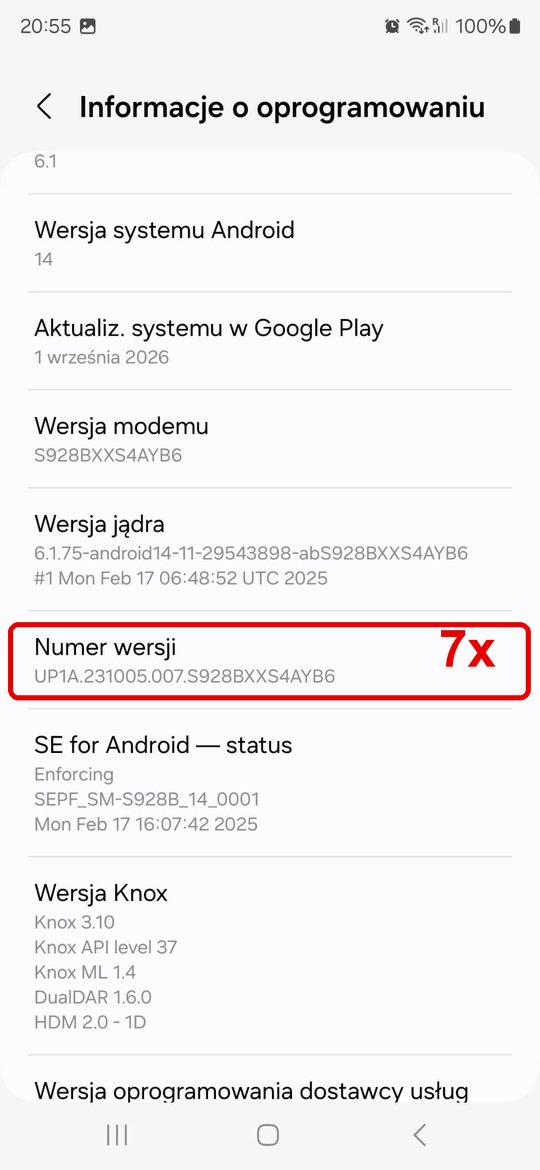 20:55 100%
Informacje o oprogramowaniu
6.1
Wersja systemu Android
14
Aktualiz. systemu w Google Play
1 września 2026
Wersja modemu
S928BXXS4AYB6
Wersja jądra
6.1.75-android14-11-29543898-abS928BXXS4AYB6
#1 Mon Feb 17 06:48:52 UTC 2025
Numer wersji 7x
UP1A.231005.007.S928BXXS4AYB6
SE for Android — status
Enforcing
SEPF_SM-S928B_14_0001
Mon Feb 17 16:07:42 2025
Wersja Knox
Knox 3.10
Knox API level 37
Knox ML 1.4
DualDAR 1.6.0
HDM 2.0 - 1D
Wersja oprogramowania dostawcy usług